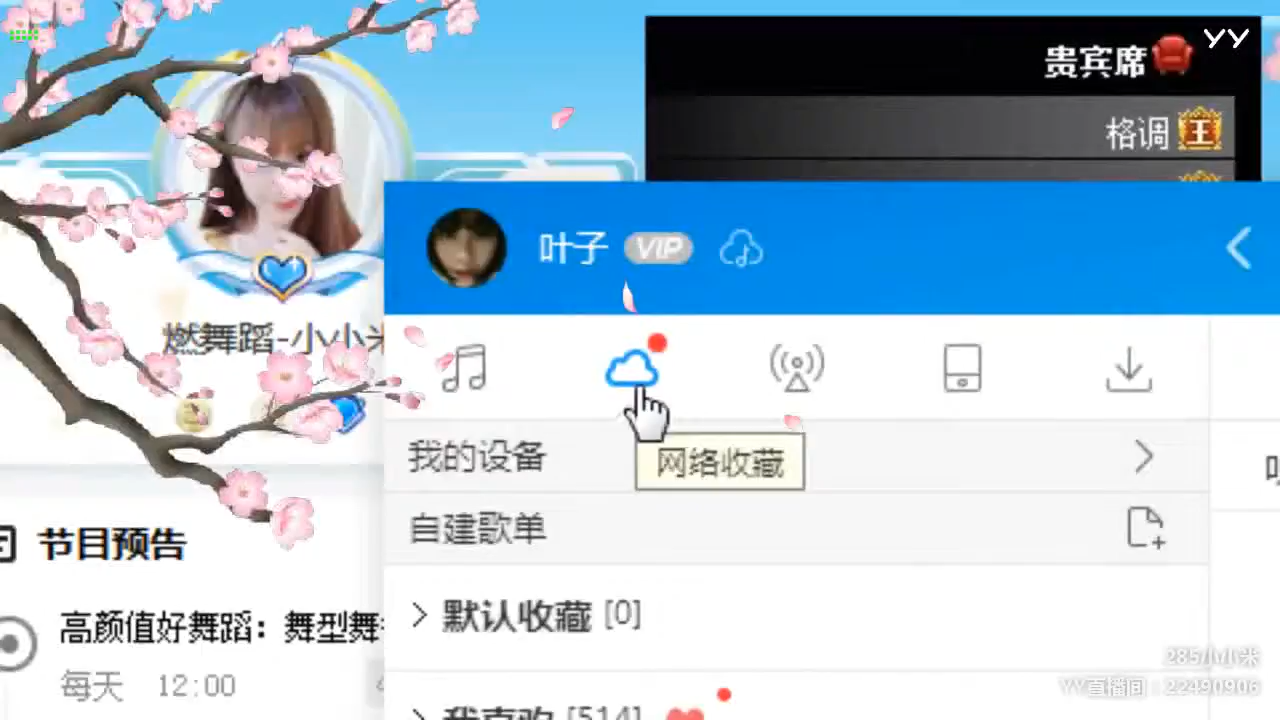 YY
贵宾席
格调 王
叶子 VIP
燃舞蹈-小小米
我的设备
网络收藏
自建歌单
节目预告
默认收藏 [0]
高颜值好舞蹈：舞型舞
每天 12:00
我喜欢 [514]
285小小米
YY直播间：22490906